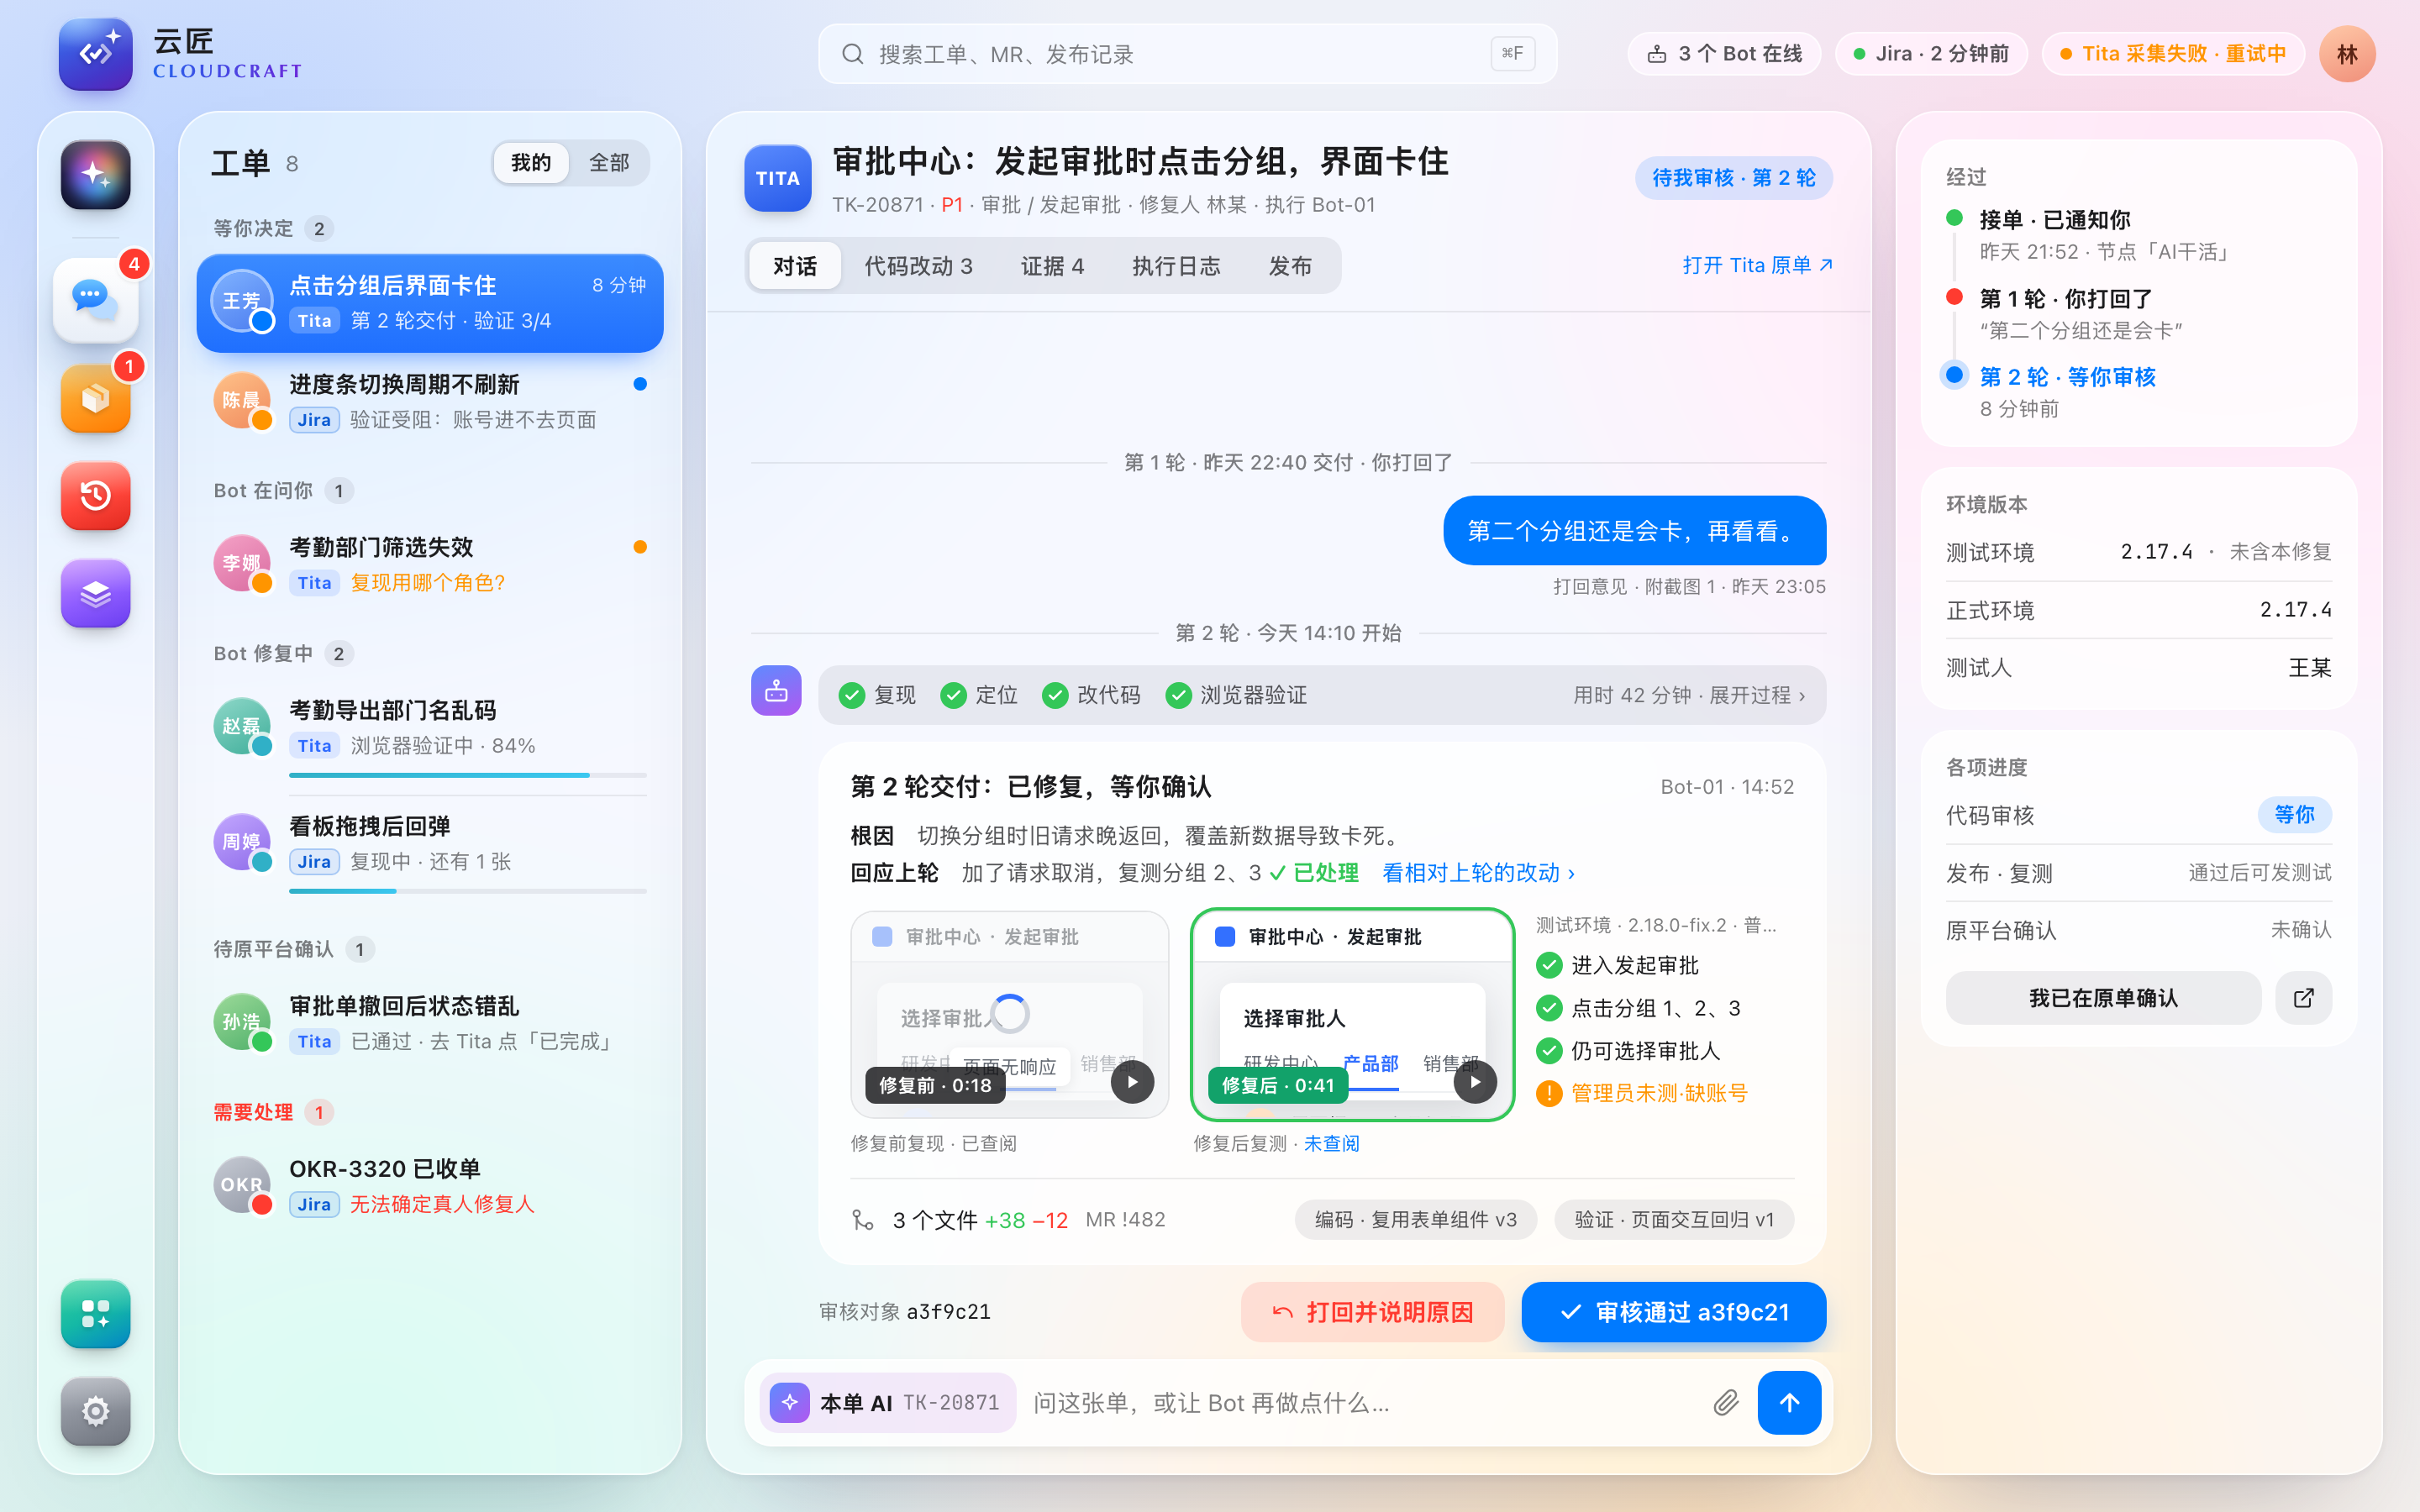 云匠
CLOUDCRAFT
搜索工单、MR、发布记录
⌘F
3 个 Bot 在线
Jira · 2 分钟前
Tita 采集失败 · 重试中
林
4
1
工单 8
我的
全部
等你决定 2
王芳
点击分组后界面卡住
8 分钟
Tita 第 2 轮交付 · 验证 3/4
陈晨
进度条切换周期不刷新
Jira 验证受阻：账号进不去页面
Bot 在问你 1
李娜
考勤部门筛选失效
Tita 复现用哪个角色？
Bot 修复中 2
赵磊
考勤导出部门名乱码
Tita 浏览器验证中 · 84%
周婷
看板拖拽后回弹
Jira 复现中 · 还有 1 张
待原平台确认 1
孙浩
审批单撤回后状态错乱
Tita 已通过 · 去 Tita 点「已完成」
需要处理 1
OKR
OKR-3320 已收单
Jira 无法确定真人修复人
TITA
审批中心：发起审批时点击分组，界面卡住
TK-20871 · P1 · 审批 / 发起审批 · 修复人 林某 · 执行 Bot-01
待我审核 · 第 2 轮
对话
代码改动 3
证据 4
执行日志
发布
打开 Tita 原单 ↗
第 1 轮 · 昨天 22:40 交付 · 你打回了
第二个分组还是会卡，再看看。
打回意见 · 附截图 1 · 昨天 23:05
第 2 轮 · 今天 14:10 开始
复现
定位
改代码
浏览器验证
用时 42 分钟 · 展开过程 ›
第 2 轮交付：已修复，等你确认
Bot-01 · 14:52
根因 切换分组时旧请求晚返回，覆盖新数据导致卡死。
回应上轮 加了请求取消，复测分组 2、3 ✓ 已处理 看相对上轮的改动 ›
审批中心 · 发起审批
选择审批人
页面无响应
销售部
修复前 · 0:18
修复前复现 · 已查阅
审批中心 · 发起审批
选择审批人
研发中心
产品部
销售部
修复后 · 0:41
修复后复测 · 未查阅
测试环境 · 2.18.0-fix.2 · 普...
进入发起审批
点击分组 1、2、3
仍可选择审批人
管理员未测·缺账号
3 个文件 +38 −12 MR !482
编码 · 复用表单组件 v3
验证 · 页面交互回归 v1
审核对象 a3f9c21
打回并说明原因
审核通过 a3f9c21
本单 AI TK-20871
问这张单，或让 Bot 再做点什么...
经过
接单 · 已通知你
昨天 21:52 · 节点「AI干活」
第 1 轮 · 你打回了
“第二个分组还是会卡”
第 2 轮 · 等你审核
8 分钟前
环境版本
测试环境
2.17.4 · 未含本修复
正式环境
2.17.4
测试人
王某
各项进度
代码审核
等你
发布 · 复测
通过后可发测试
原平台确认
未确认
我已在原单确认